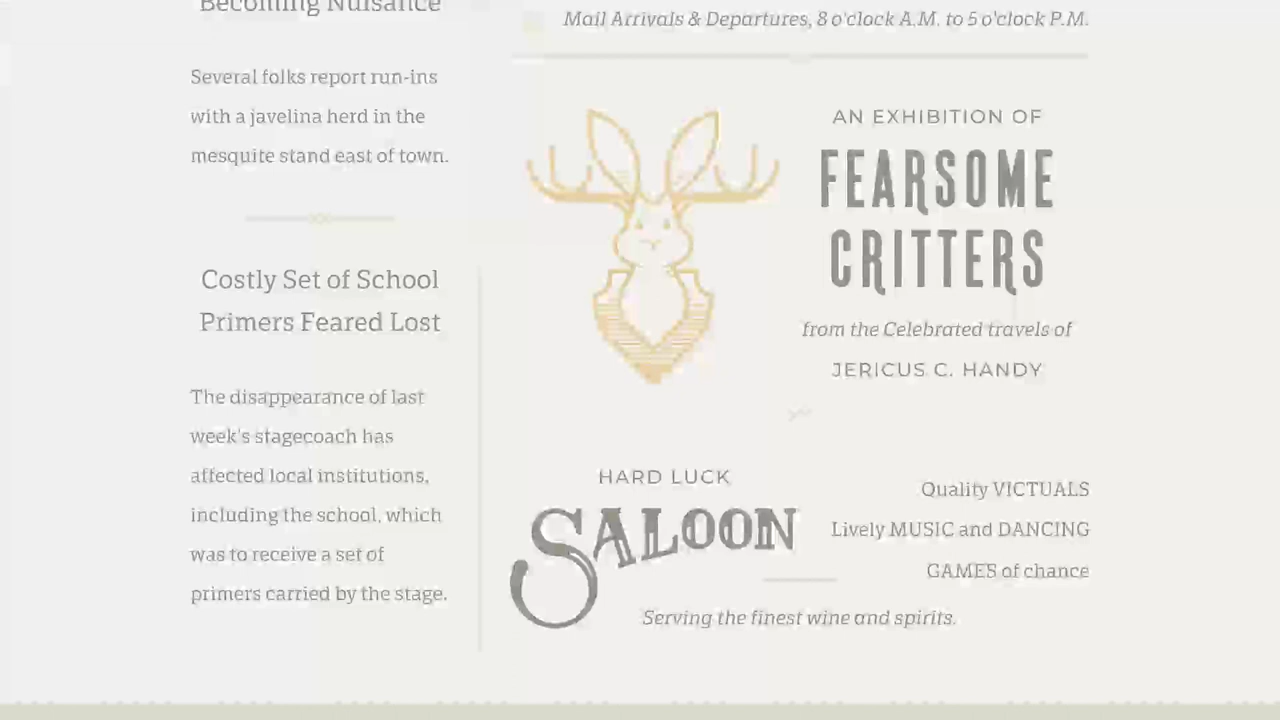 Becoming Nuisance
Several folks report run-ins
with a javelina herd in the
mesquite stand east of town.
Costly Set of School
Primers Feared Lost
The disappearance of last
week's stagecoach has
affected local institutions,
including the school, which
was to receive a set of
primers carried by the stage.
Mail Arrivals & Departures, 8 o'clock A.M. to 5 o'clock P.M.
AN EXHIBITION OF
FEARSOME
CRITTERS
from the Celebrated travels of
JERICUS C. HANDY
HARD LUCK
SALOON
Quality VICTUALS
Lively MUSIC and DANCING
GAMES of chance
Serving the finest wine and spirits.